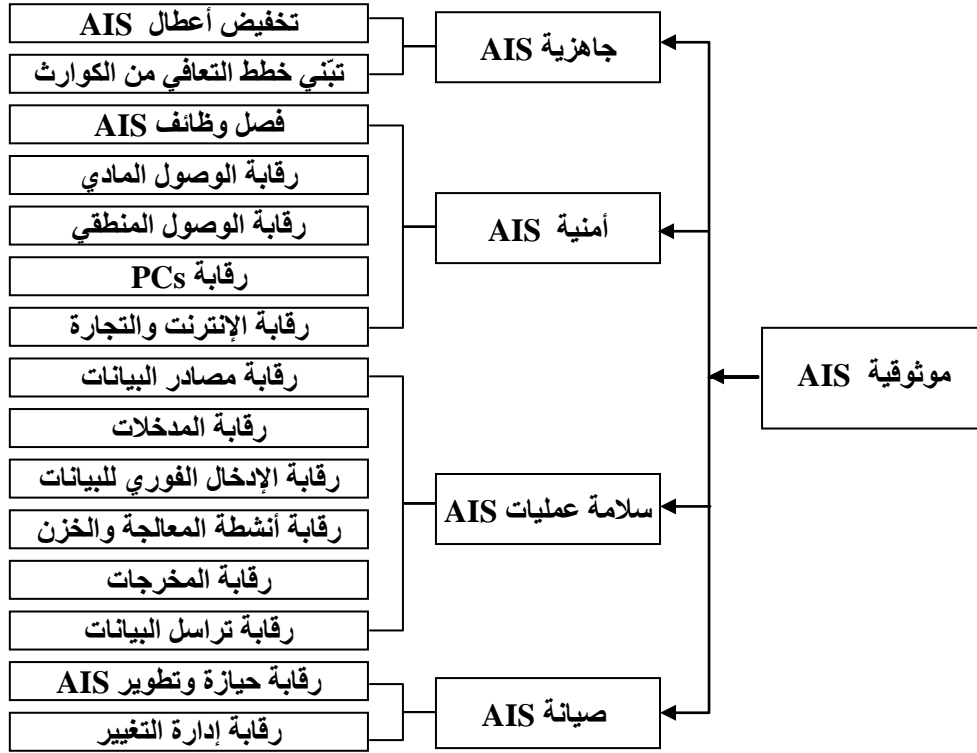 موثوقية AIS
جاهزية AIS
تخفيض أعطال AIS
تبّني خطط التعافي من الكوارث
أمنية AIS
فصل وظائف AIS
رقابة الوصول المادي
رقابة الوصول المنطقي
رقابة PCs
رقابة الإنترنت والتجارة
سلامة عمليات AIS
رقابة مصادر البيانات
رقابة المدخلات
رقابة الإدخال الفوري للبيانات
رقابة أنشطة المعالجة والخزن
رقابة المخرجات
رقابة تراسل البيانات
صيانة AIS
رقابة حيازة وتطوير AIS
رقابة إدارة التغيير